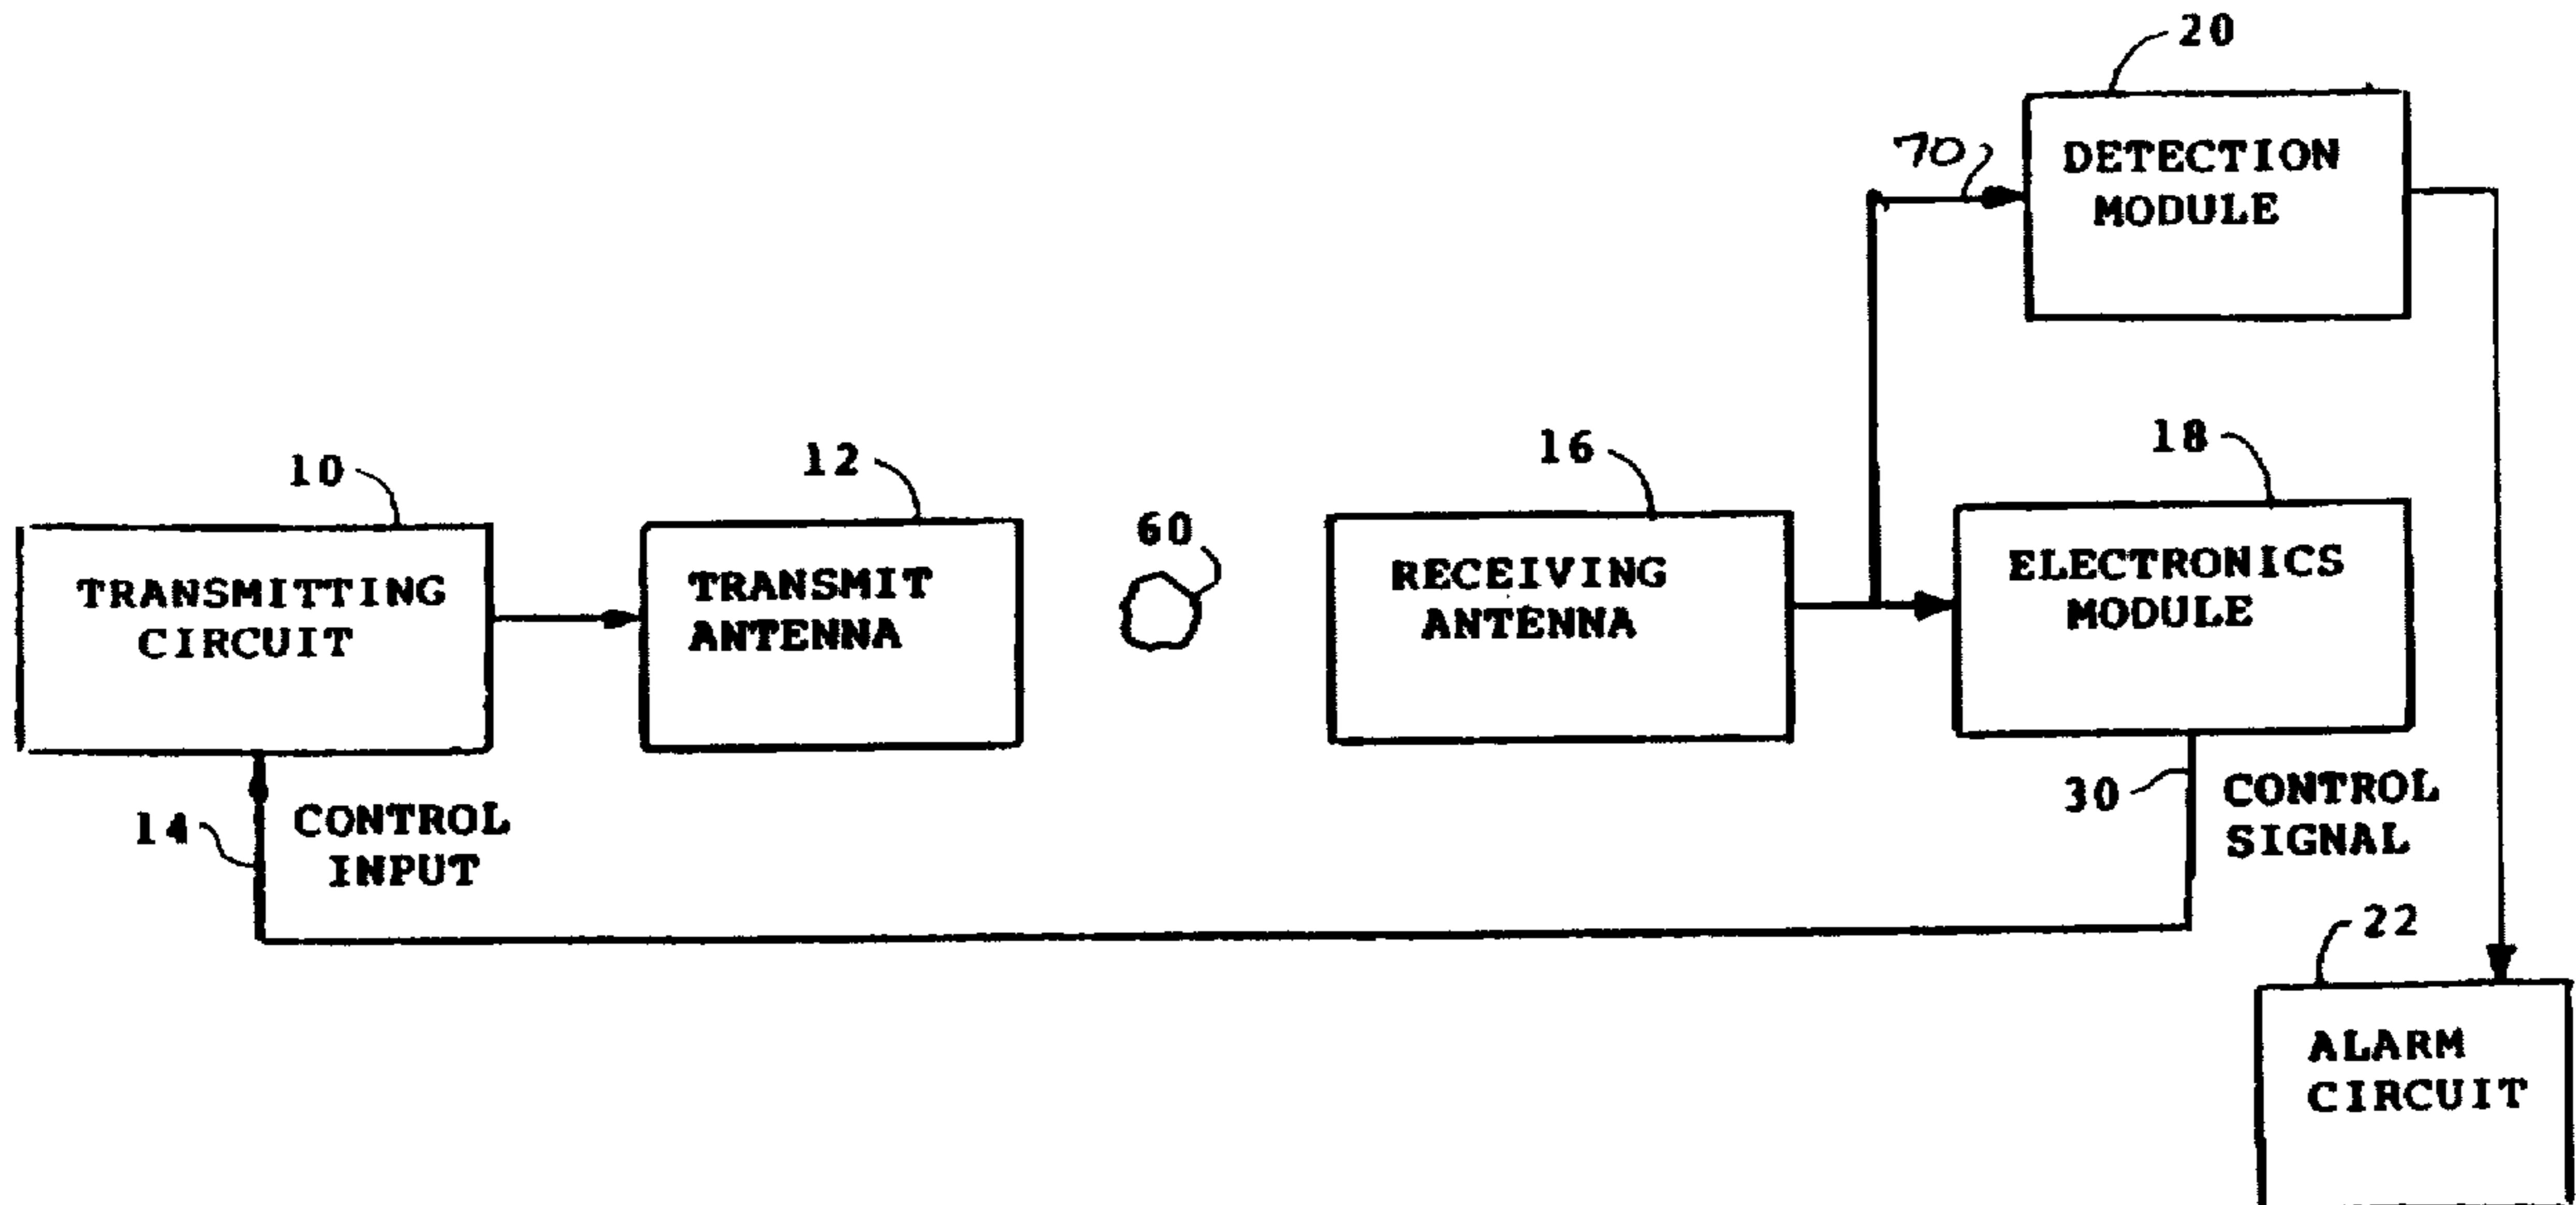 20
70
DETECTION
MODULE
10
12
60
16
18
TRANSMITTING
CIRCUIT
TRANSMIT
ANTENNA
RECEIVING
ANTENNA
ELECTRONICS
MODULE
14
CONTROL
INPUT
30
CONTROL
SIGNAL
22
ALARM
CIRCUIT